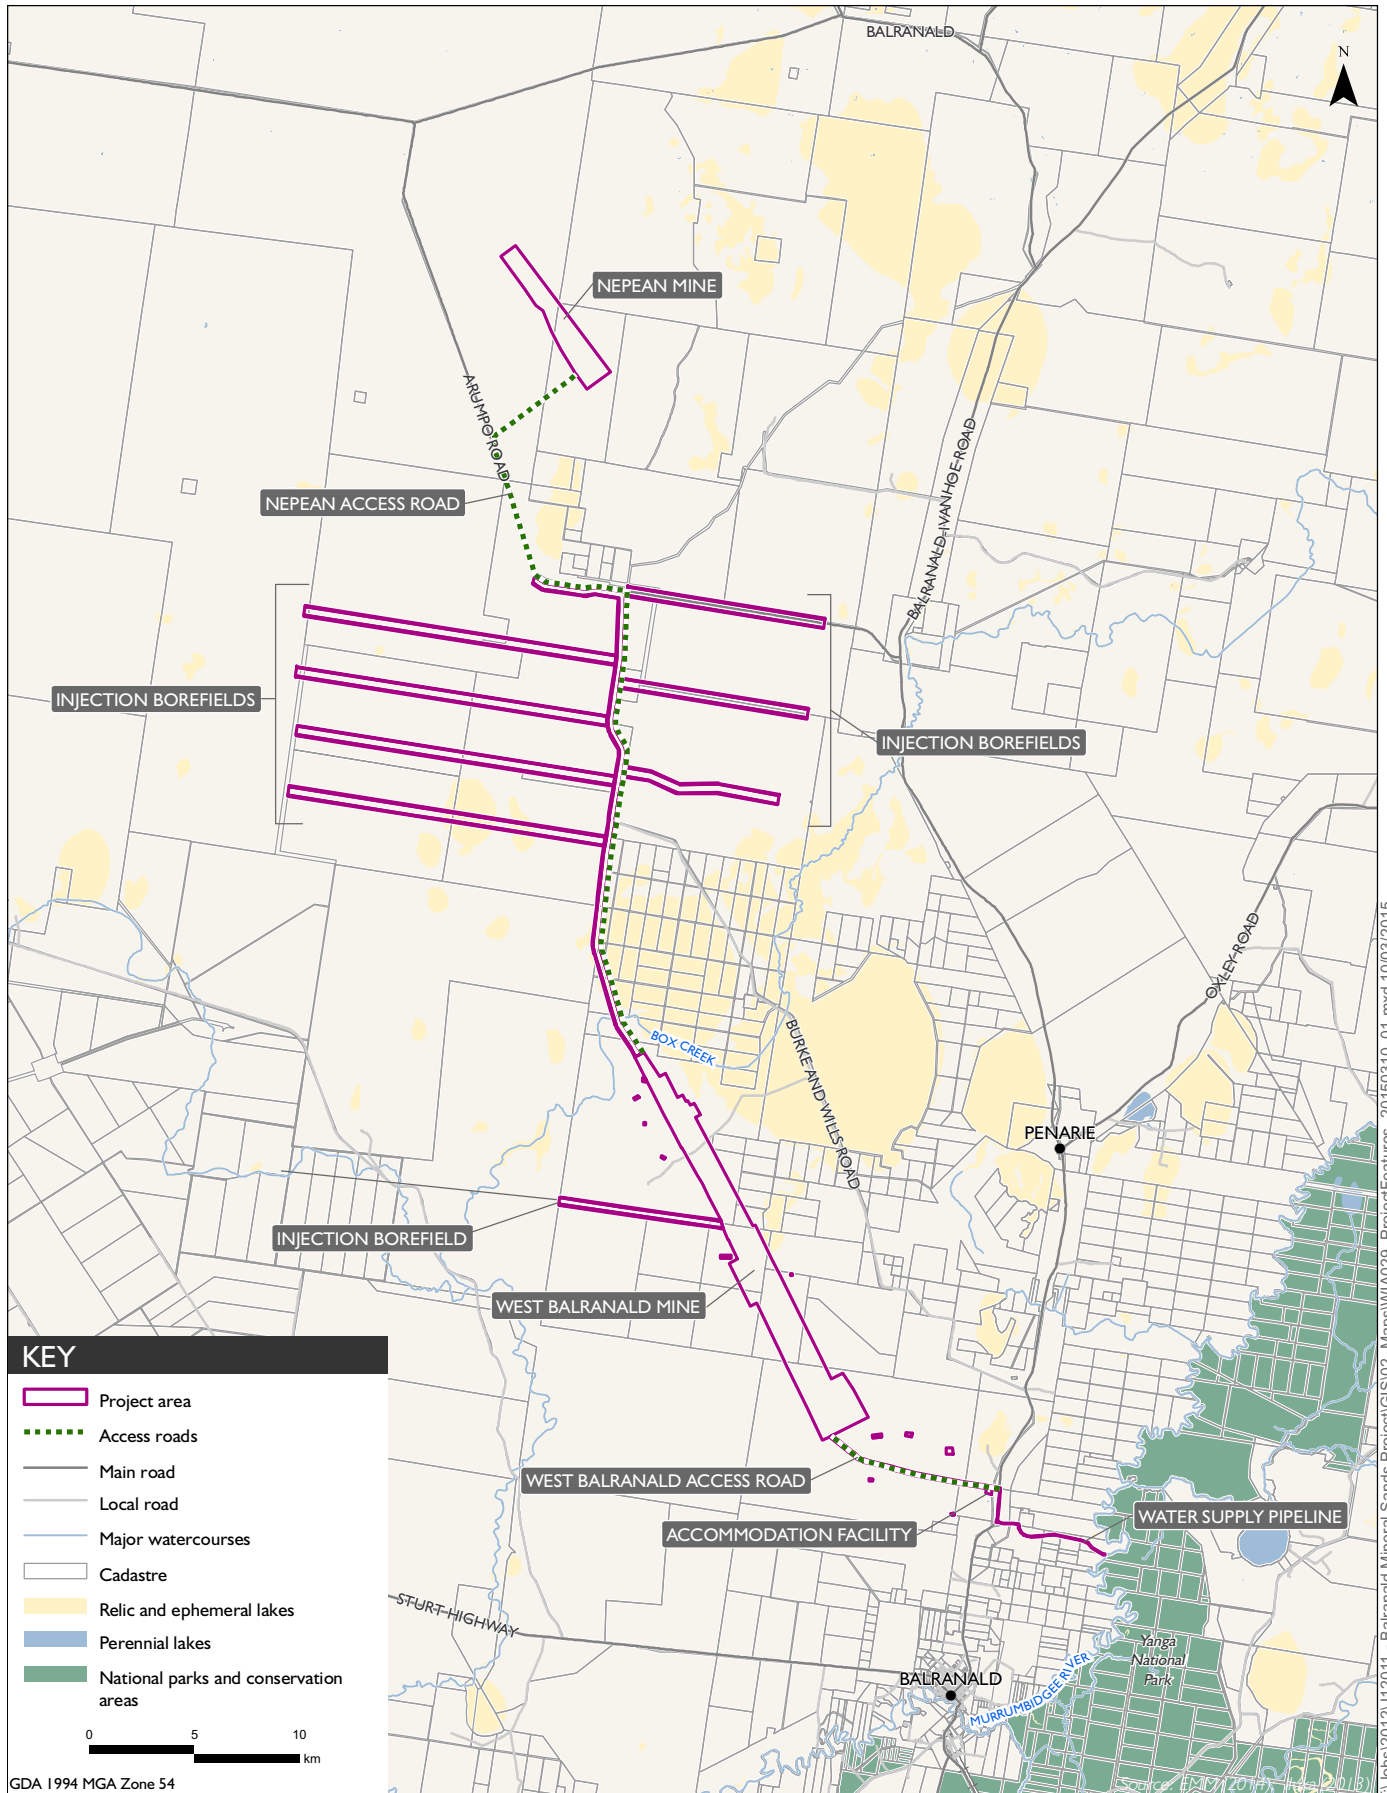 BALRANALD
N
NEPEAN MINE
ARUMPO ROAD
NEPEAN ACCESS ROAD
BALRANALD-IVANHOE ROAD
INJECTION BOREFIELDS
INJECTION BOREFIELDS
OXLEY ROAD
BOX CREEK
BURKE AND WILLS ROAD
PENARIE
INJECTION BOREFIELD
WEST BALRANALD MINE
WEST BALRANALD ACCESS ROAD
WATER SUPPLY PIPELINE
ACCOMMODATION FACILITY
STURT HIGHWAY
Yanga
National
Park
BALRANALD
MURRUMBIDGEE RIVER
KEY
Project area
Access roads
Main road
Local road
Major watercourses
Cadastre
Relic and ephemeral lakes
Perennial lakes
National parks and conservation
areas
0 5 10
km
GDA 1994 MGA Zone 54
Source: EMM (2014);